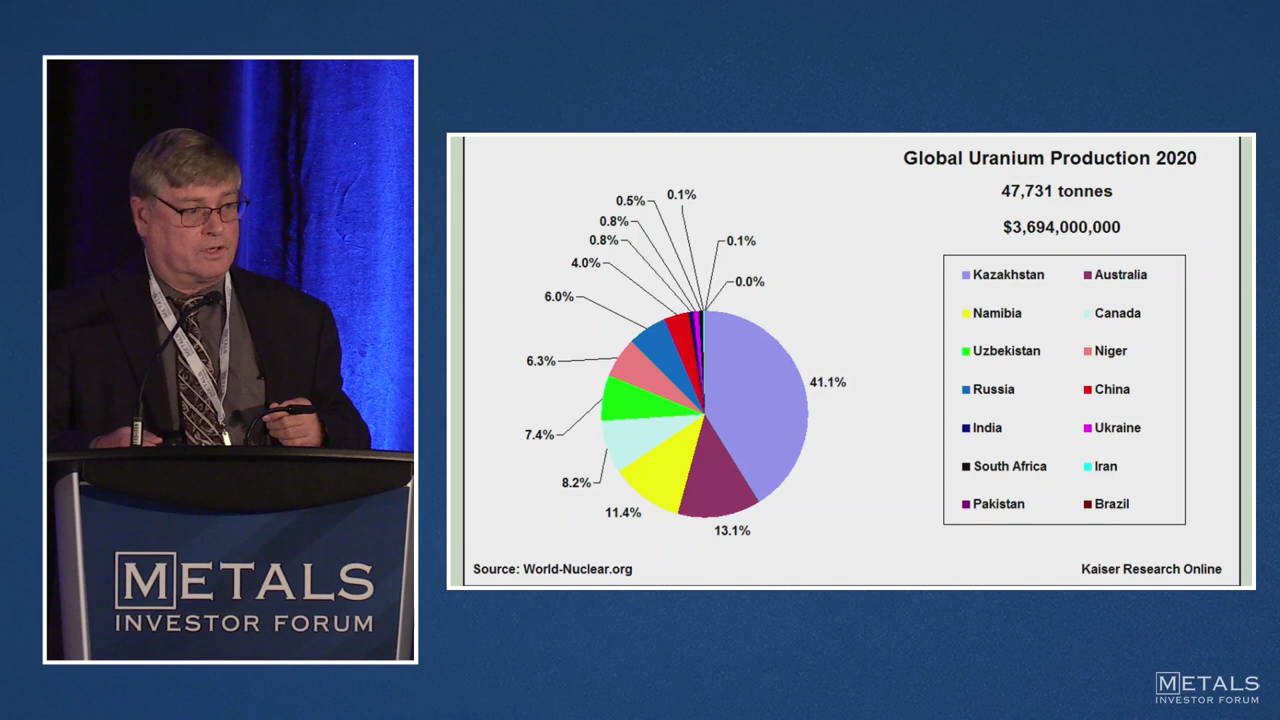 METALS
INVESTOR FORUM
Global Uranium Production 2020
47,731 tonnes
$3,694,000,000
0.1%
0.5%
0.8%
0.8%
4.0%
6.0%
6.3%
7.4%
8.2%
11.4%
13.1%
41.1%
0.1%
0.0%
Kazakhstan Australia
Namibia Canada
Uzbekistan Niger
Russia China
India Ukraine
South Africa Iran
Pakistan Brazil
Source: World-Nuclear.org
Kaiser Research Online
METALS
INVESTOR FORUM